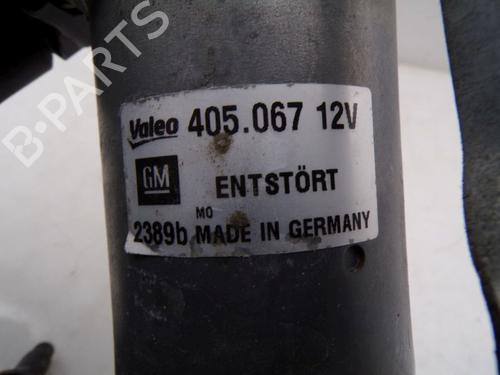 B-PARTS
Valeo 405.067 12V
GM ENTSTÖRT
MO
2389b MADE IN GERMANY